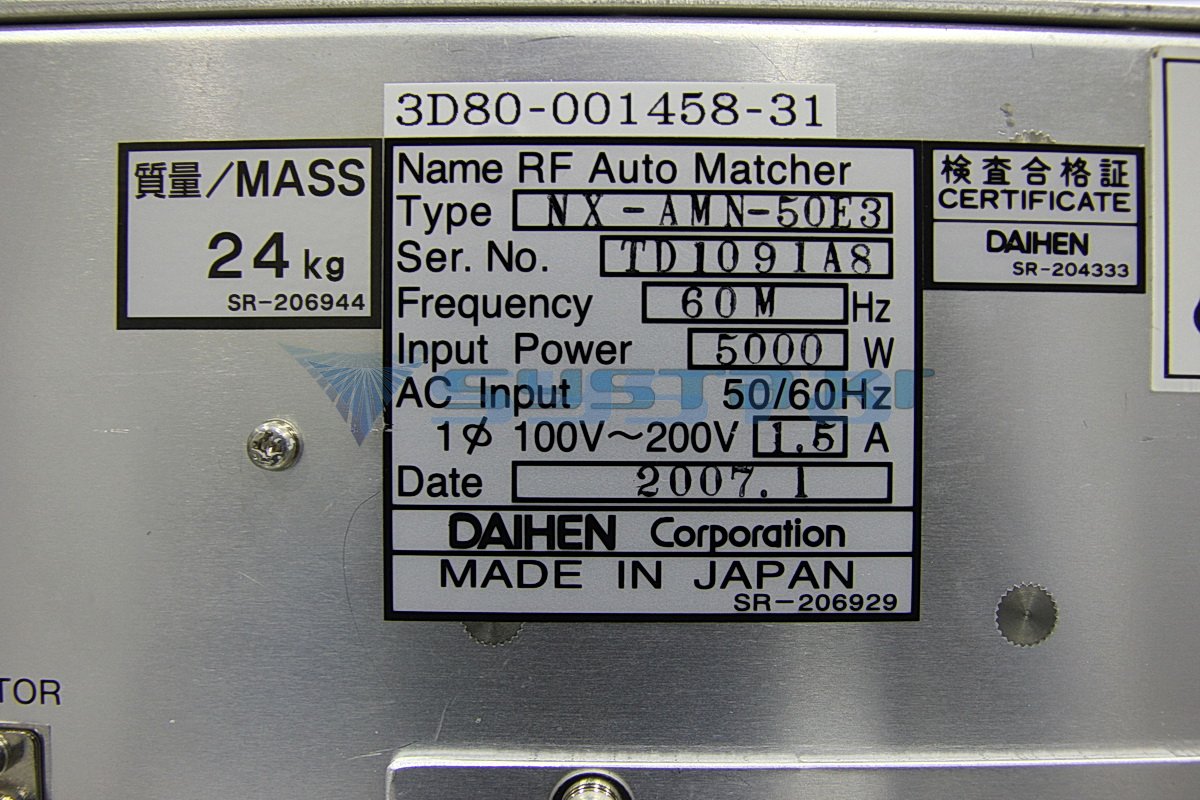 3D80-001458-31
質量/MASS
24 kg
SR-206944
Name RF Auto Matcher
Type NX-AMN-50E3
Ser. No. TD1091A8
Frequency 60M Hz
Input Power 5000 W
AC Input 50/60Hz
1φ 100V～200V 1.5 A
Date 2007.1
DAIHEN Corporation
MADE IN JAPAN
SR-206929
検査合格証
CERTIFICATE
DAIHEN
SR-204333
TOR